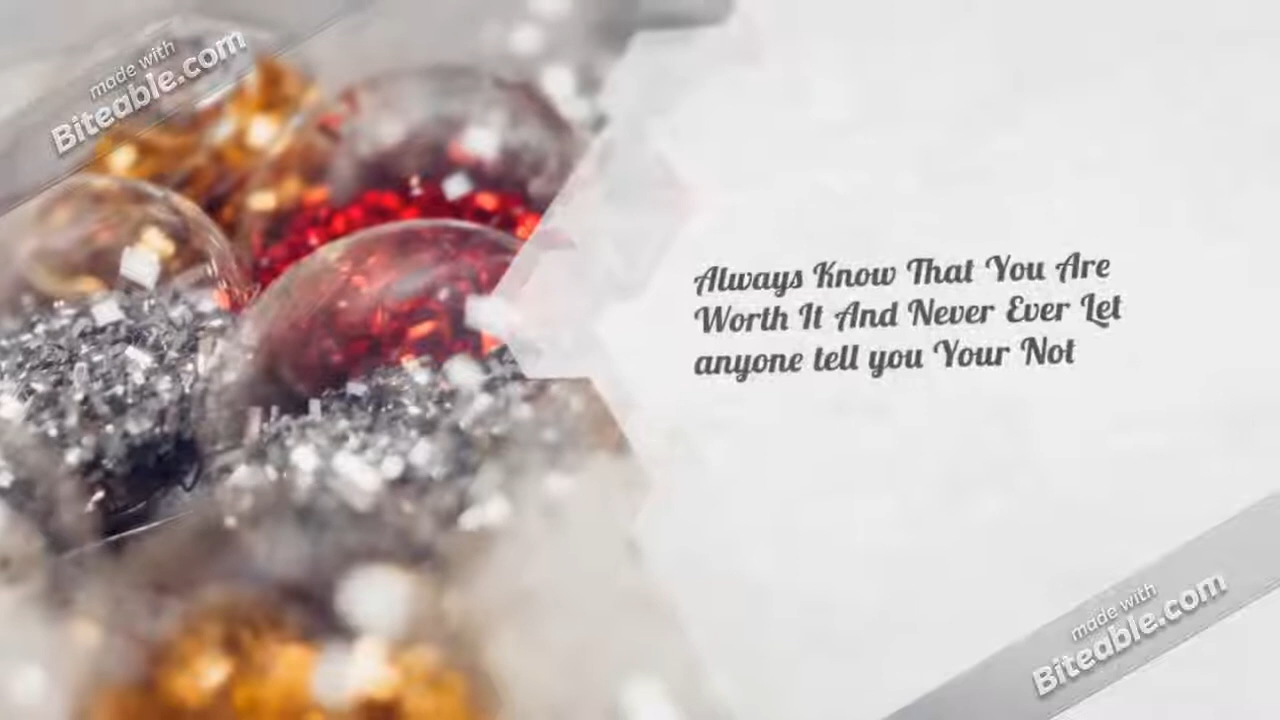 made with
Biteable.com
Always Know That You Are
Worth It And Never Ever Let
anyone tell you Your Not
made with
Biteable.com